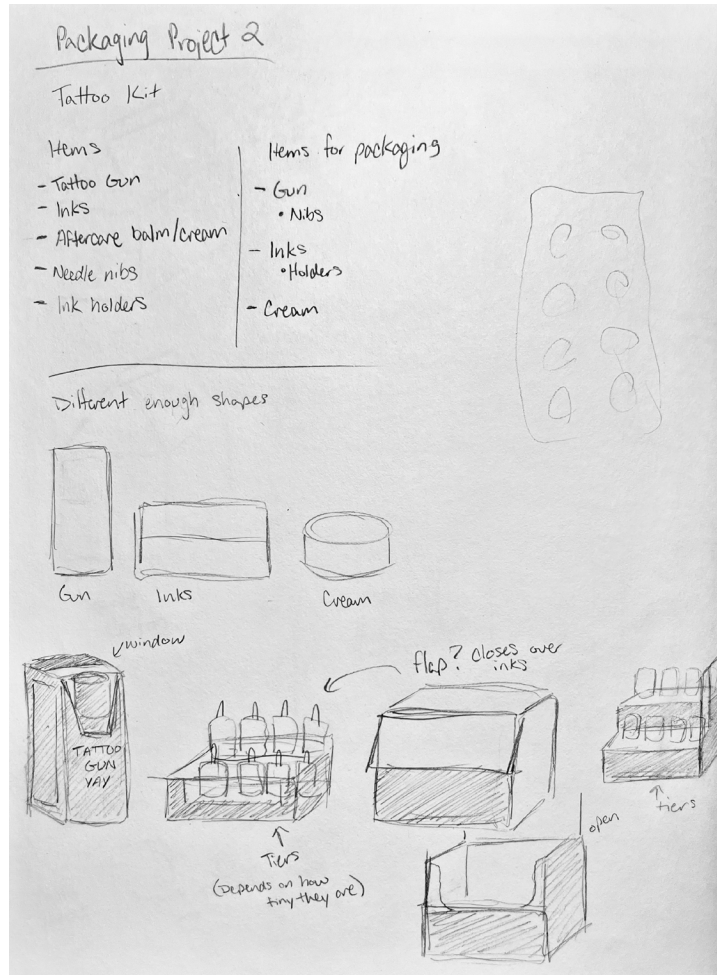 Packaging Project 2
Tattoo Kit
Items
- Tattoo Gun
- Inks
- Aftercare balm/cream
- Needle nibs
- Ink holders
Items for packaging
- Gun
• Nibs
- Inks
• Holders
- Cream
Different enough shapes
Gun
Inks
Cream
window
TATTOO
GUN
YAY
flap? closes over
inks
Tiers
(Depends on how
tiny they are)
open
tiers